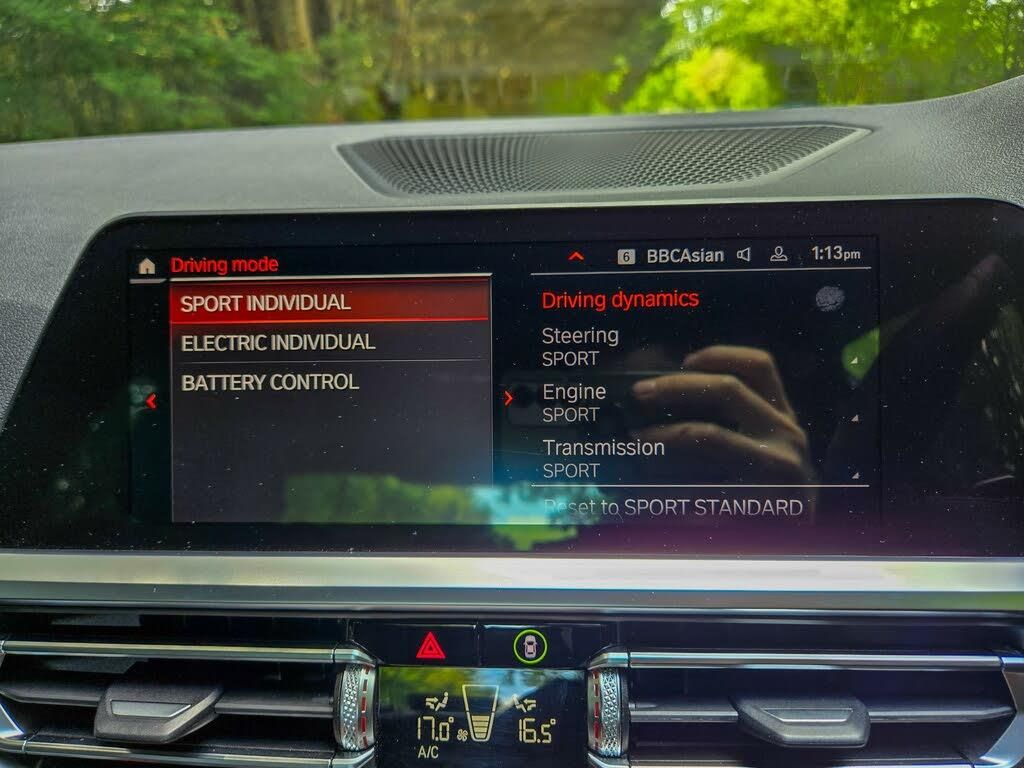 Driving mode
6 BBCAsian 1:13pm
SPORT INDIVIDUAL
ELECTRIC INDIVIDUAL
BATTERY CONTROL
Driving dynamics
Steering
SPORT
Engine
SPORT
Transmission
SPORT
Reset to SPORT STANDARD
17.0° 16.5°
A/C